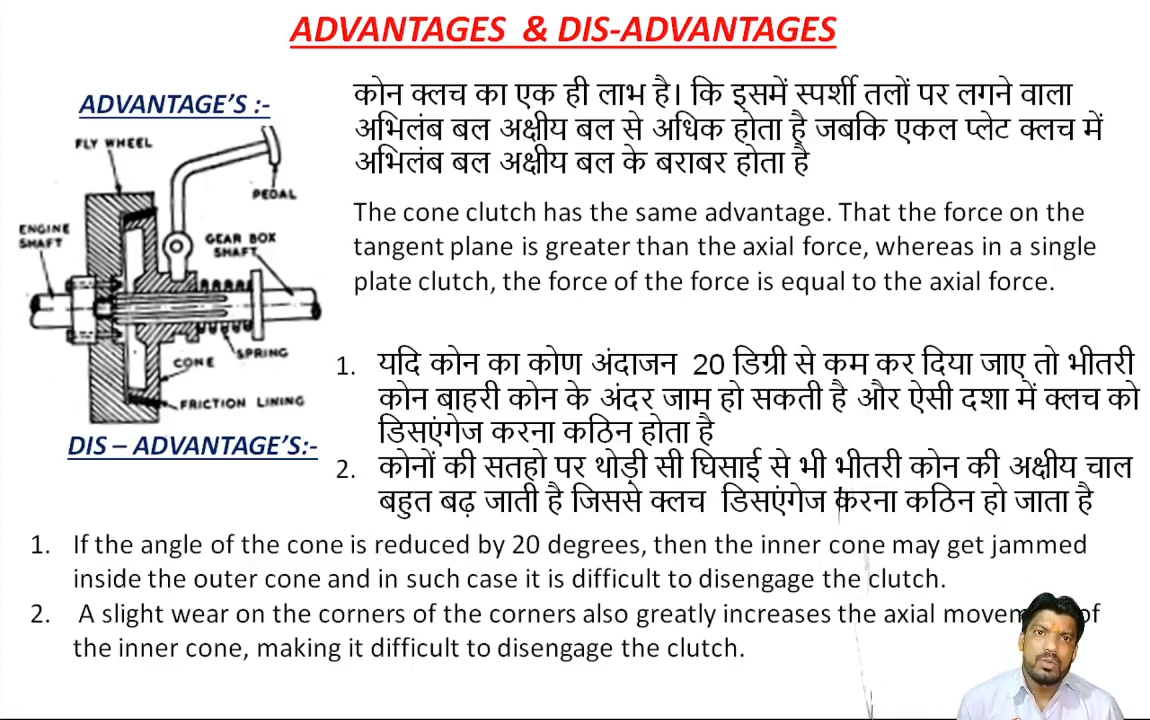 ADVANTAGES & DIS-ADVANTAGES
ADVANTAGE'S :-
FLY WHEEL
PEDAL
ENGINE
SHAFT
GEAR BOX
SHAFT
SPRING
CONE
FRICTION LINING
कोन क्लच का एक ही लाभ है। कि इसमें स्पर्शी तलों पर लगने वाला
अभिलंब बल अक्षीय बल से अधिक होता है जबकि एकल प्लेट क्लच में
अभिलंब बल अक्षीय बल के बराबर होता है
The cone clutch has the same advantage. That the force on the
tangent plane is greater than the axial force, whereas in a single
plate clutch, the force of the force is equal to the axial force.
DIS – ADVANTAGE'S:-
1. यदि कोन का कोण अंदाजन 20 डिग्री से कम कर दिया जाए तो भीतरी
कोन बाहरी कोन के अंदर जाम हो सकती है और ऐसी दशा में क्लच को
डिसएंगेज करना कठिन होता है
2. कोनों की सतहो पर थोड़ी सी घिसाई से भी भीतरी कोन की अक्षीय चाल
बहुत बढ़ जाती है जिससे क्लच डिसएंगेज करना कठिन हो जाता है
1. If the angle of the cone is reduced by 20 degrees, then the inner cone may get jammed
inside the outer cone and in such case it is difficult to disengage the clutch.
2. A slight wear on the corners of the corners also greatly increases the axial of
the inner cone, making it difficult to disengage the clutch.